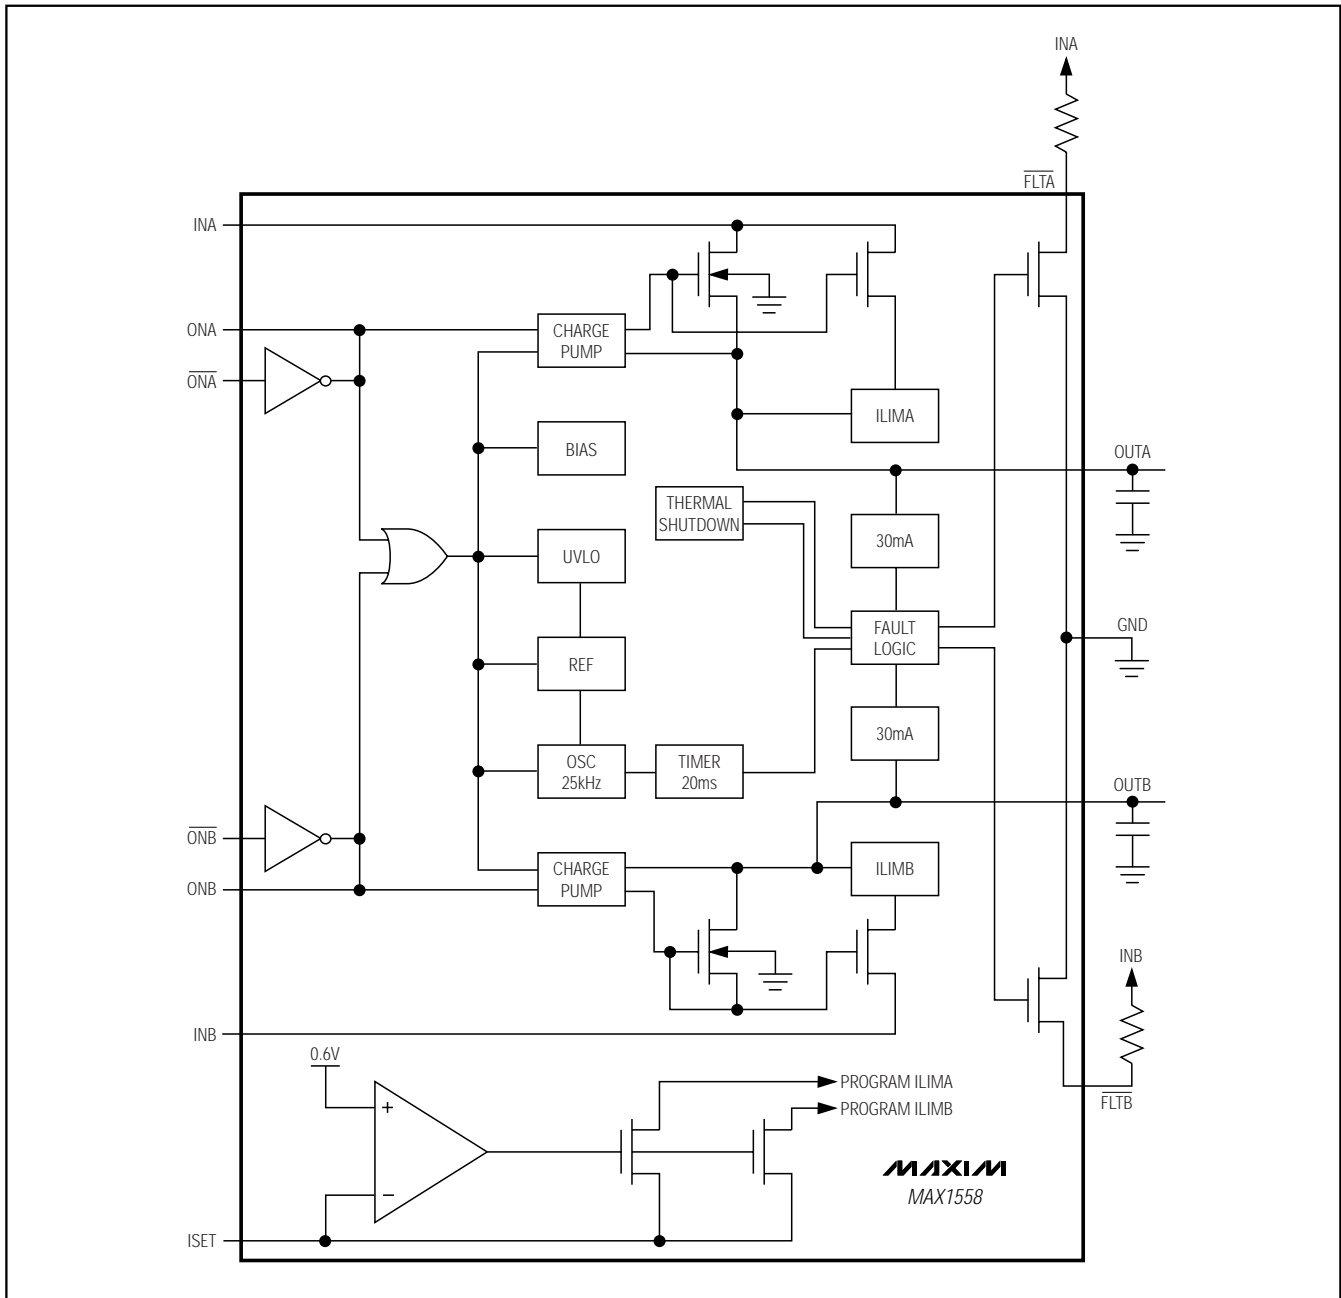 INA
FLTA
INA
ONA
CHARGE
PUMP
ONA
ILIMA
BIAS
OUTA
THERMAL
SHUTDOWN
30mA
UVLO
FAULT
LOGIC
GND
REF
30mA
OSC
25kHz
TIMER
20ms
OUTB
ONB
CHARGE
PUMP
ILIMB
ONB
INB
INB
0.6V
PROGRAM ILIMA
+
PROGRAM ILIMB
FLTB
MAXIM
MAX1558
−
ISET